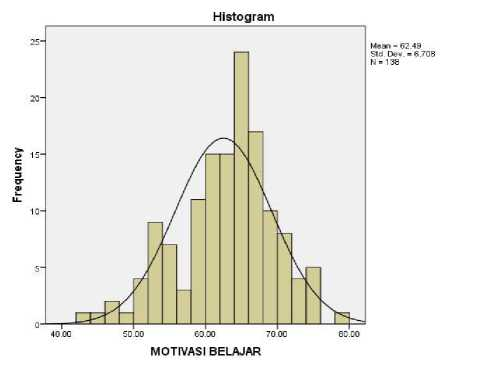 Histogram
Mean = 62.49
Std. Dev. = 6.708
N = 138
25
20
15
10
5
0
Frequency
40.00 50.00 60.00 70.00 80.00
MOTIVASI BELAJAR